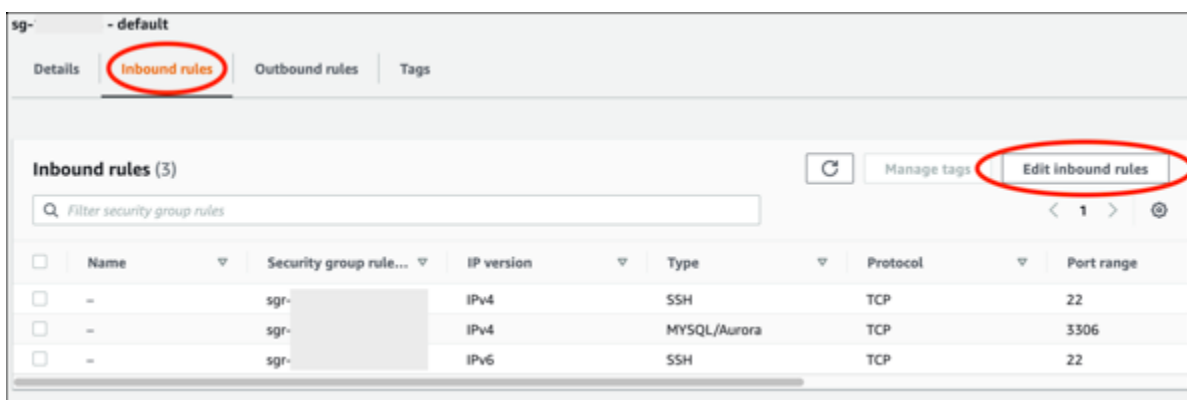 sg- - default
Details Inbound rules Outbound rules Tags
Inbound rules (3)
Manage tags Edit inbound rules
Filter security group rules
< 1 >
Name Security group rule... IP version Type Protocol Port range
– sgr- IPv4 SSH TCP 22
– sgr- IPv4 MYSQL/Aurora TCP 3306
– sgr- IPv6 SSH TCP 22